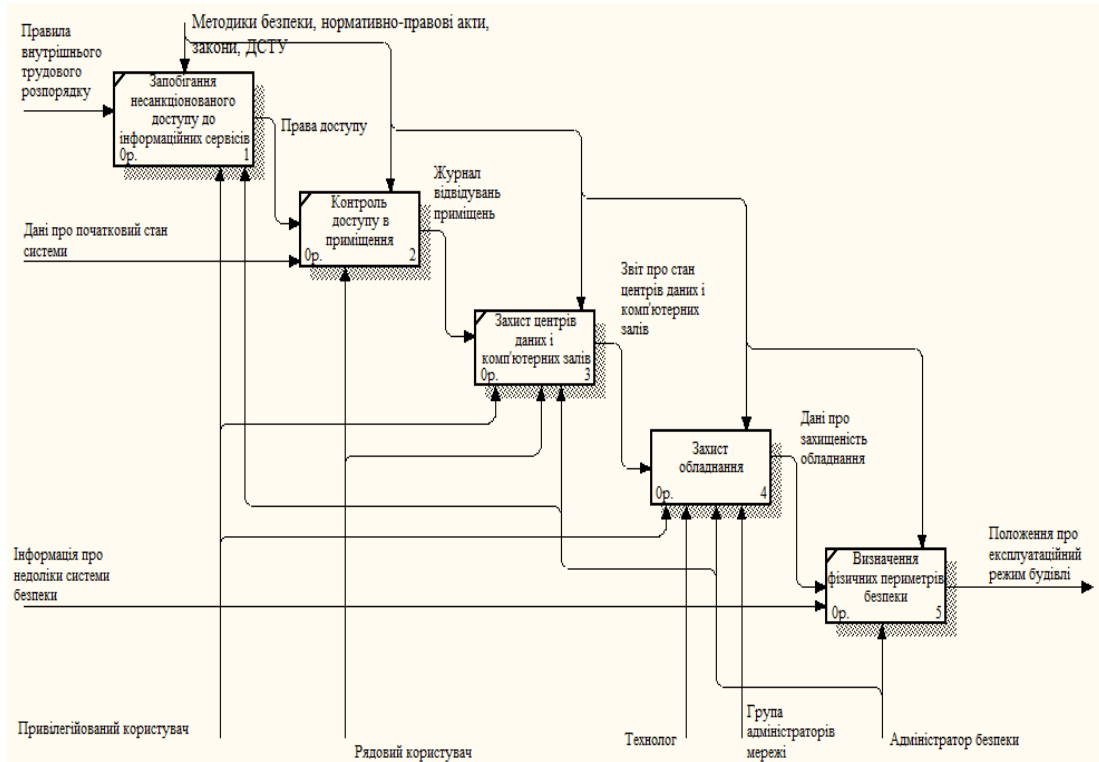 Правила
внутрішнього
трудового
розпорядку
Методики безпеки, нормативно-правові акти,
закони, ДСТУ
Запобігання
несанкціонованого
доступу до
інформаційних сервісів
0р. 1
Права доступу
Дані про початковий стан
системи
Контроль
доступу в
приміщення
0р. 2
Журнал
відвідувань
приміщень
Захист центрів
даних і
комп'ютерних залів
0р. 3
Звіт про стан
центрів даних і
комп'ютерних
залів
Захист
обладнання
0р. 4
Дані про
захищеність
обладнання
Інформація про
недоліки системи
безпеки
Визначення
фізичних периметрів
безпеки
0р. 5
Положення про
експлуатаційний
режим будівлі
Привілегійований користувач
Рядовий користувач
Технолог
Група
адміністраторів
мережі
Адміністратор безпеки